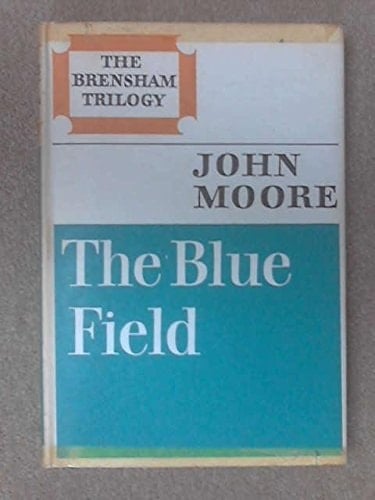 THE
BRENSHAM
TRILOGY
JOHN
MOORE
The Blue
Field